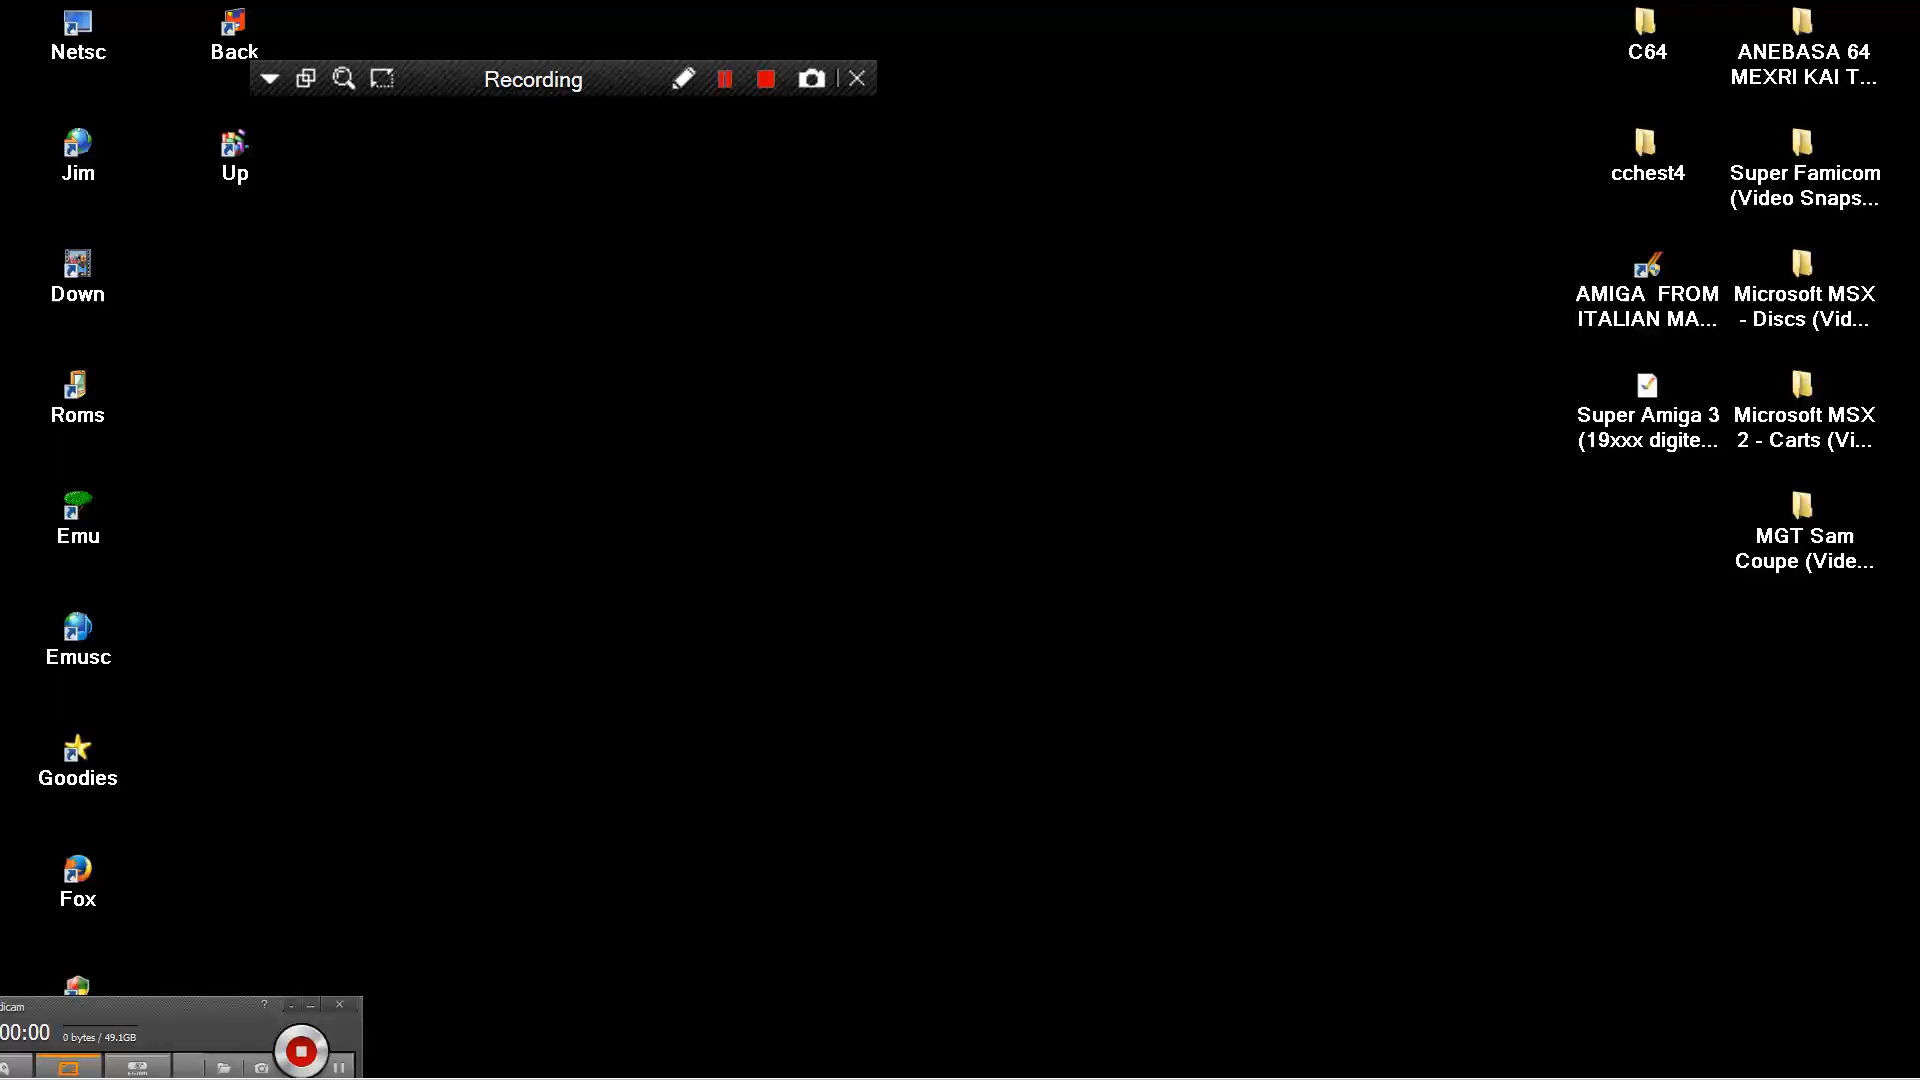 Netsc
Back
Recording
C64
ANEBASA 64
MEXRI KAI T...
Jim
Up
cchest4
Super Famicom
(Video Snaps...
Down
AMIGA  FROM
ITALIAN MA...
Microsoft MSX
- Discs (Vid...
Roms
Super Amiga 3
(19xxx digite...
Microsoft MSX
2 - Carts (Vi...
Emu
MGT Sam
Coupe (Vide...
Emusc
Goodies
Fox
dicam
?
00:00
0 bytes / 49.1GB